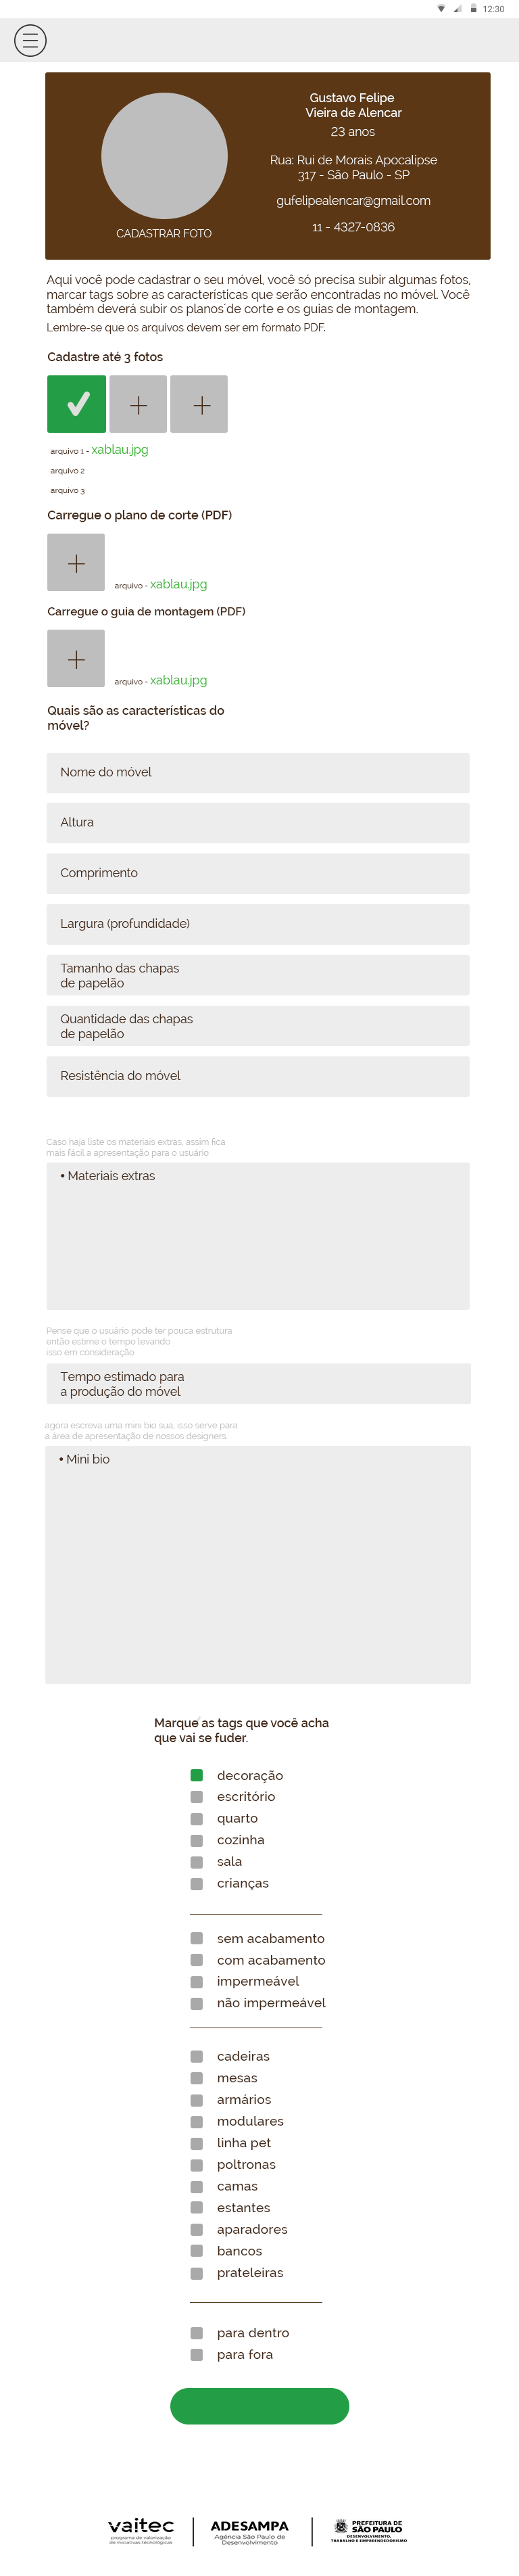 12:30
Gustavo Felipe
Vieira de Alencar
23 anos
Rua: Rui de Morais Apocalipse
317 - São Paulo - SP
gufelipealencar@gmail.com
11 - 4327-0836
CADASTRAR FOTO
Aqui você pode cadastrar o seu móvel, você só precisa subir algumas fotos,
marcar tags sobre as características que serão encontradas no móvel. Você
também deverá subir os planos´de corte e os guias de montagem.
Lembre-se que os arquivos devem ser em formato PDF.
Cadastre até 3 fotos
arquivo 1 - xablau.jpg
arquivo 2
arquivo 3
Carregue o plano de corte (PDF)
arquivo - xablau.jpg
Carregue o guia de montagem (PDF)
arquivo - xablau.jpg
Quais são as características do
móvel?
Nome do móvel
Altura
Comprimento
Largura (profundidade)
Tamanho das chapas
de papelão
Quantidade das chapas
de papelão
Resistência do móvel
Caso haja liste os materiais extras, assim fica
mais fácil a apresentação para o usuário
• Materiais extras
Pense que o usuário pode ter pouca estrutura
então estime o tempo levando
isso em consideração
Tempo estimado para
a produção do móvel
agora escreva uma mini bio sua, isso serve para
a área de apresentação de nossos designers.
• Mini bio
Marque as tags que você acha
que vai se fuder.
decoração
escritório
quarto
cozinha
sala
crianças
sem acabamento
com acabamento
impermeável
não impermeável
cadeiras
mesas
armários
modulares
linha pet
poltronas
camas
estantes
aparadores
bancos
prateleiras
para dentro
para fora
vaitec
programa de valorização
de iniciativas tecnológicas
ADESAMPA
Agência São Paulo de
Desenvolvimento
PREFEITURA DE
SÃO PAULO
DESENVOLVIMENTO,
TRABALHO E EMPREENDEDORISMO